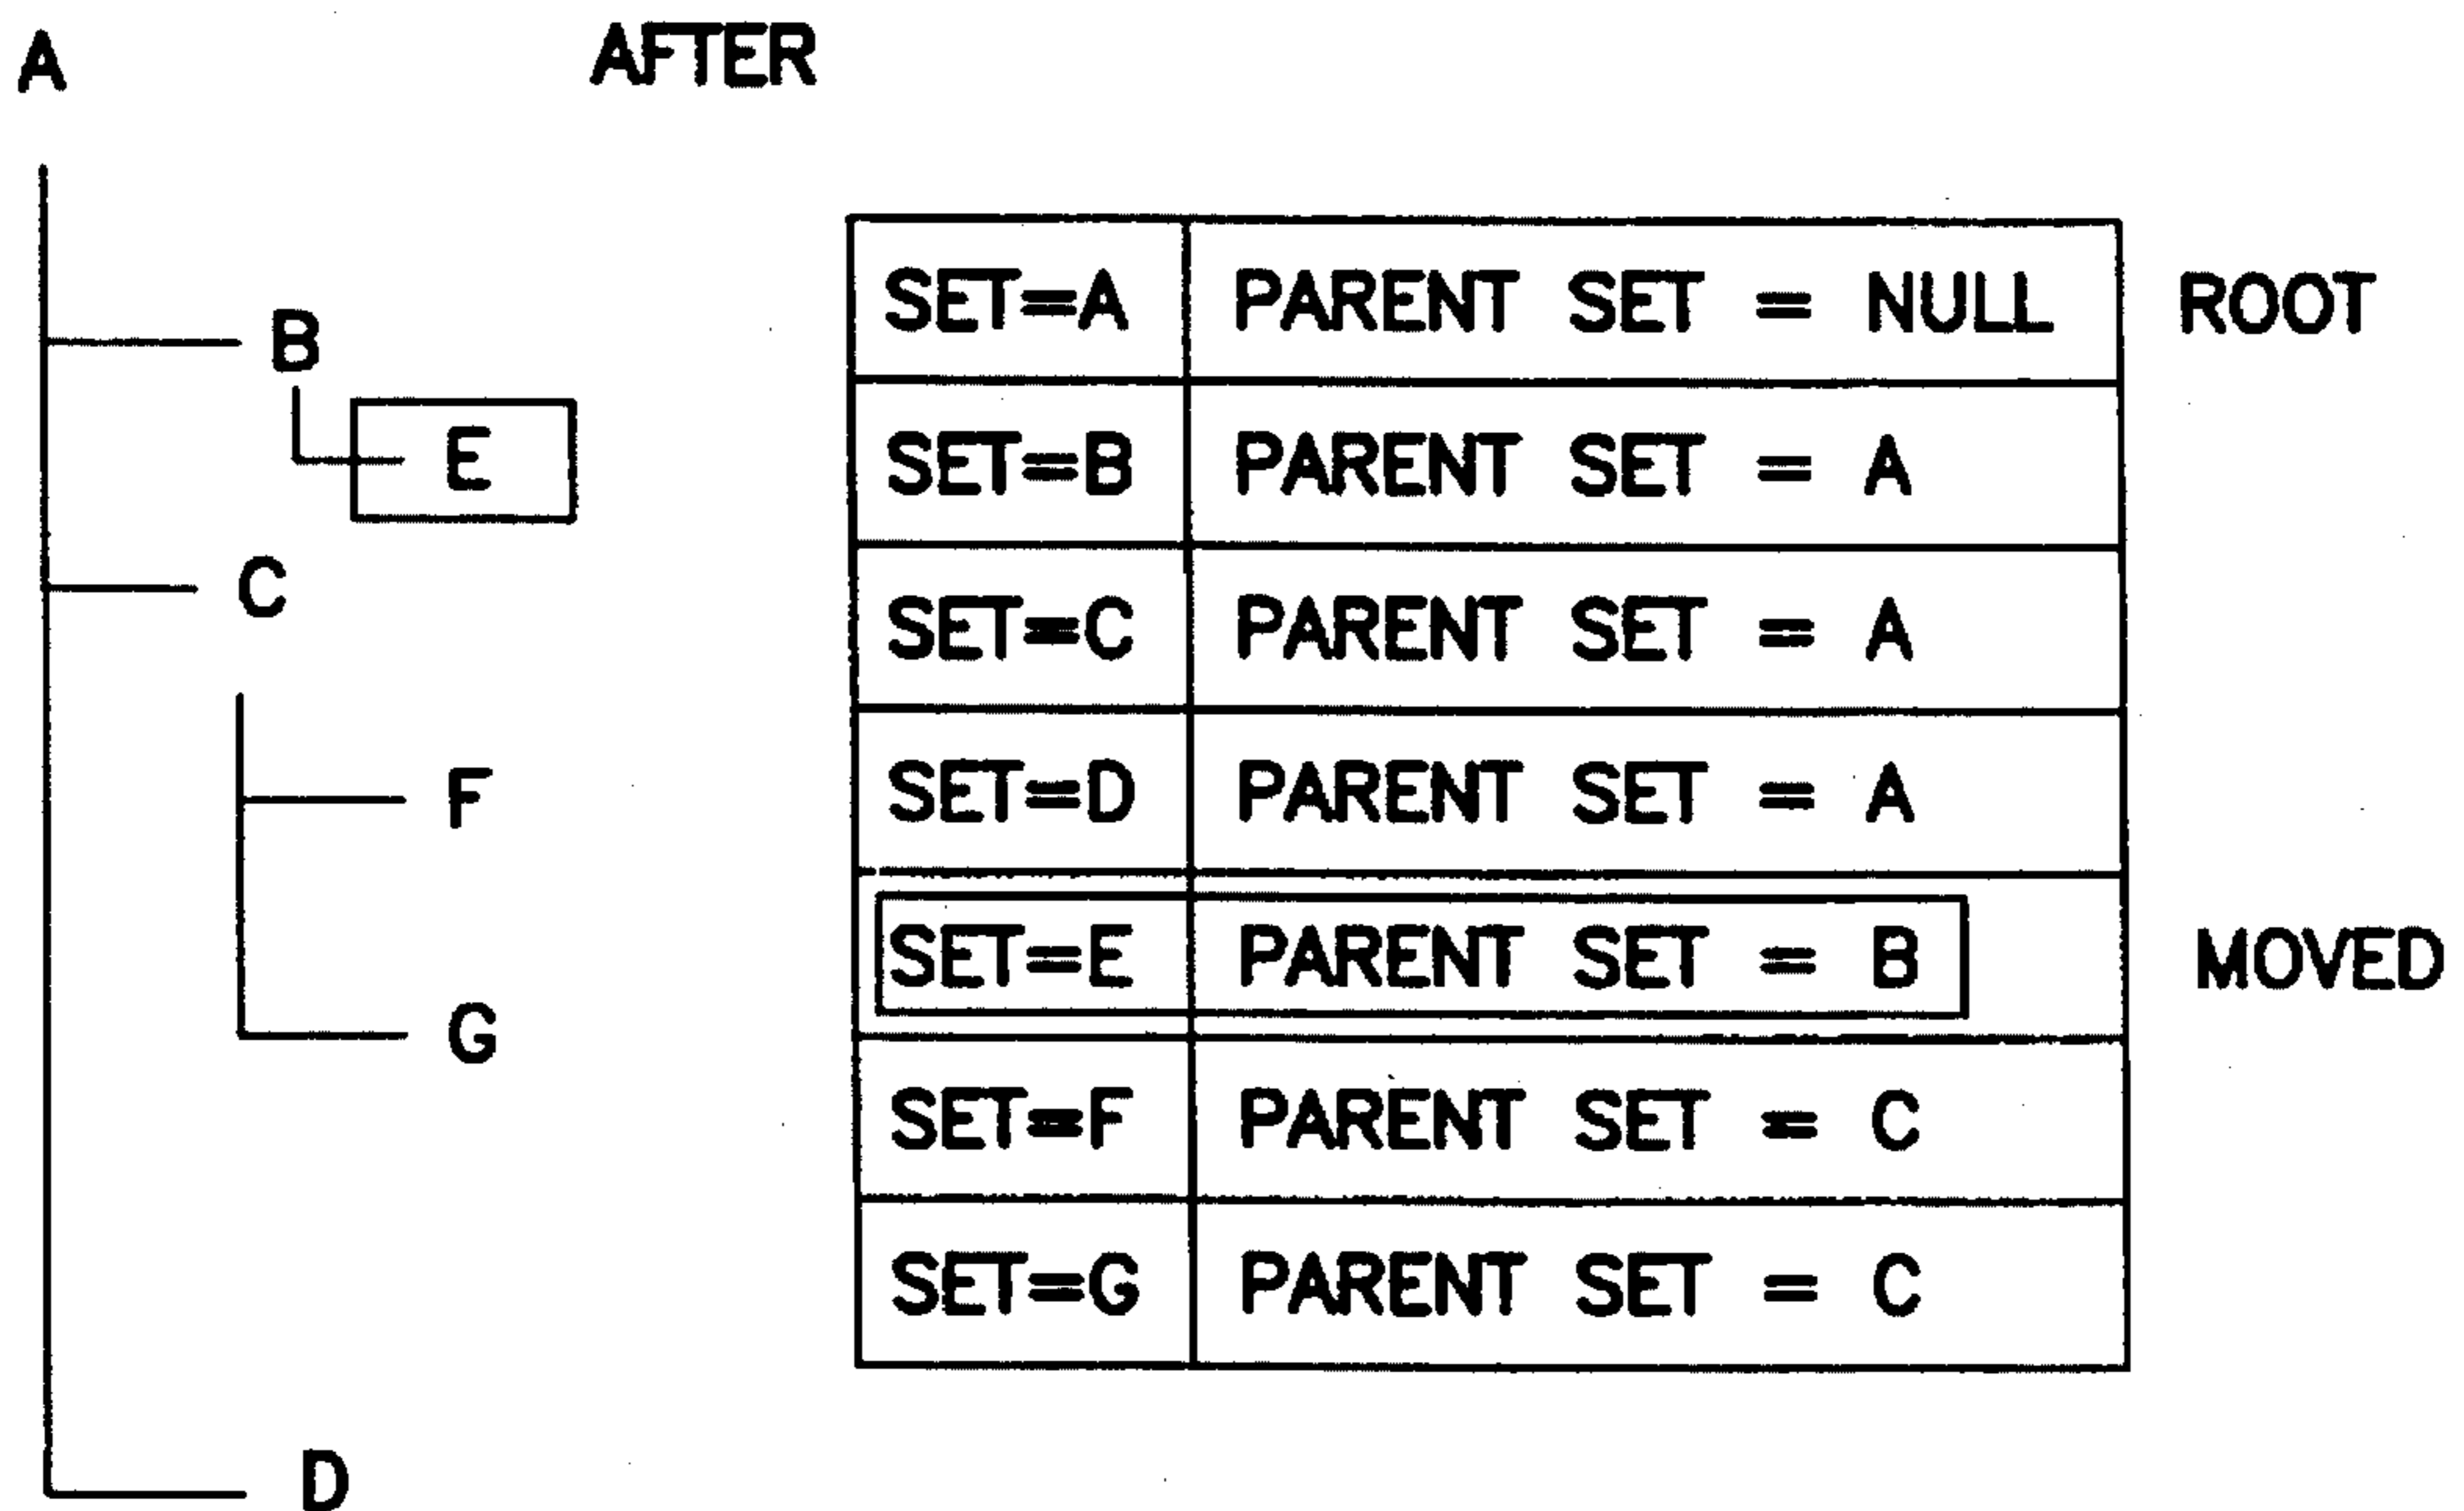 A
AFTER
B
E
C
F
G
D
SET=A PARENT SET = NULL ROOT
SET=B PARENT SET = A
SET=C PARENT SET = A
SET=D PARENT SET = A
SET=E PARENT SET = B MOVED
SET=F PARENT SET = C
SET=G PARENT SET = C